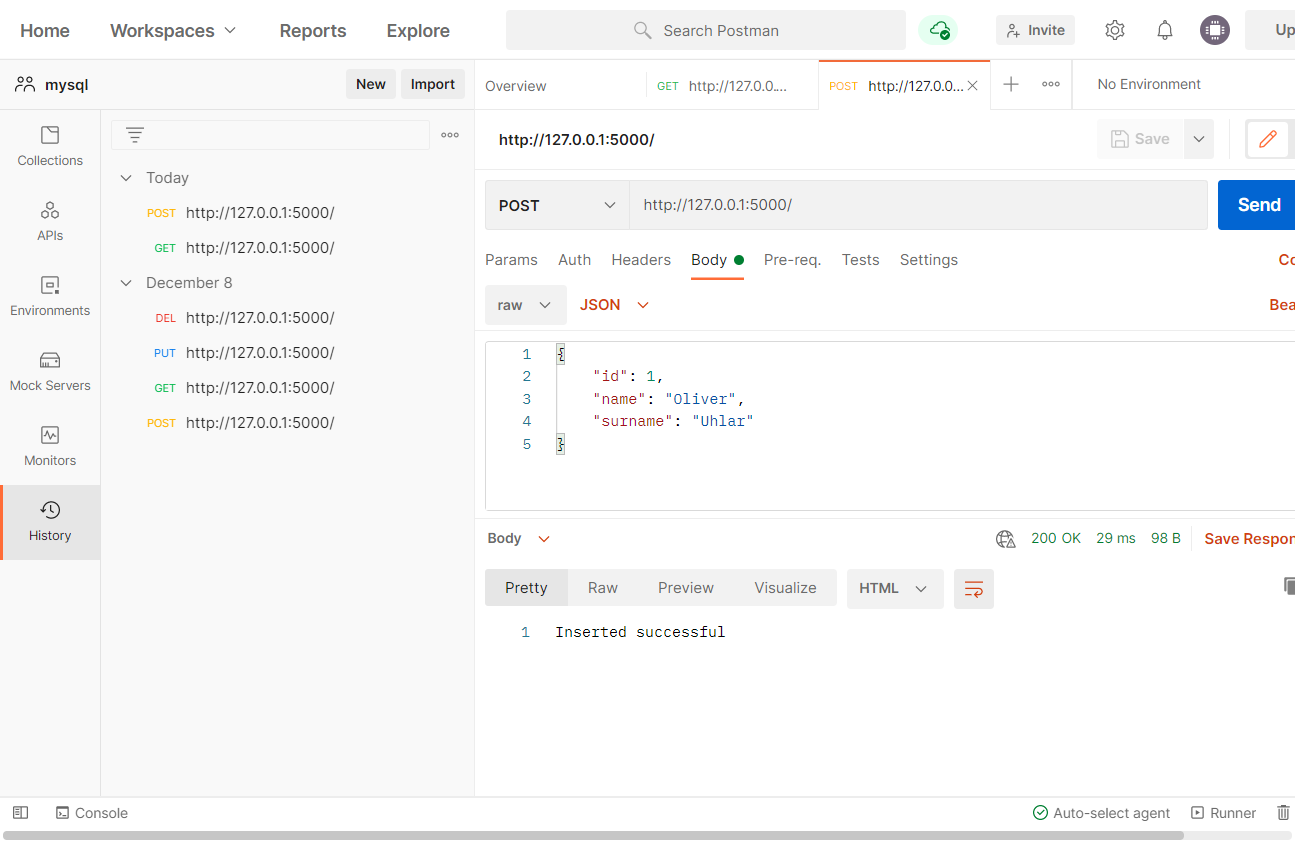 Home Workspaces Reports Explore Search Postman Invite Up
mysql New Import
Overview GET http://127.0.0.... POST http://127.0.0... No Environment
Collections
APIs
Environments
Mock Servers
Monitors
History
Today
POST http://127.0.0.1:5000/
GET http://127.0.0.1:5000/
December 8
DEL http://127.0.0.1:5000/
PUT http://127.0.0.1:5000/
GET http://127.0.0.1:5000/
POST http://127.0.0.1:5000/
http://127.0.0.1:5000/ Save
POST http://127.0.0.1:5000/ Send
Params Auth Headers Body Pre-req. Tests Settings Co
raw JSON Bea
1 {
2 "id": 1,
3 "name": "Oliver",
4 "surname": "Uhlar"
5 }
Body 200 OK 29 ms 98 B Save Respon
Pretty Raw Preview Visualize HTML
1 Inserted successful
Console Auto-select agent Runner